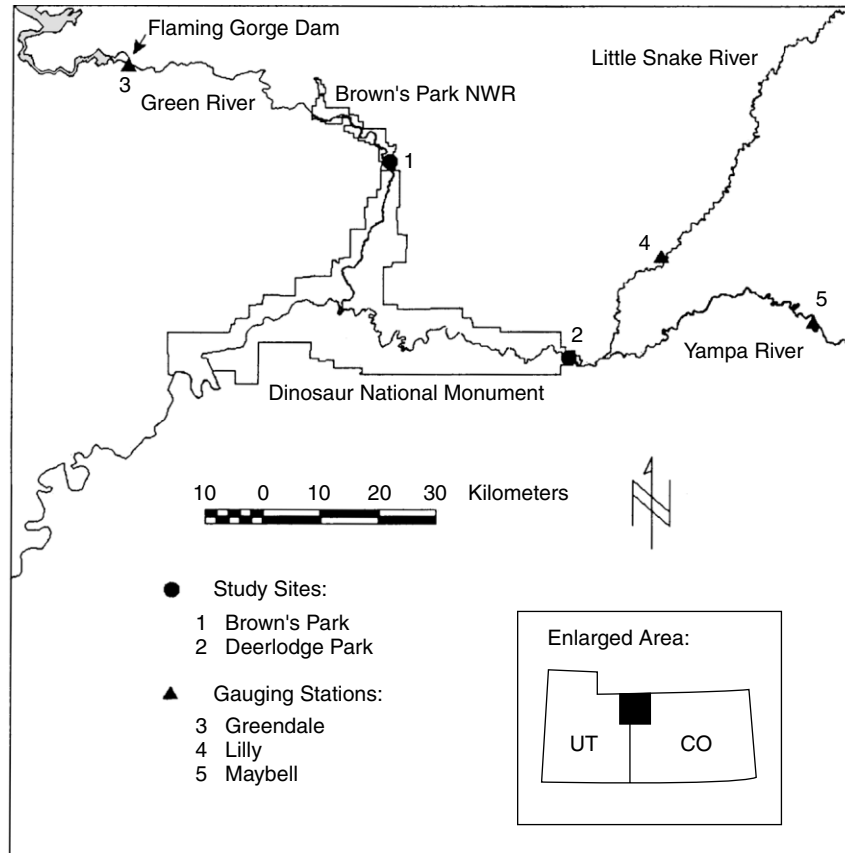 Flaming Gorge Dam
3
Green River
Brown's Park NWR
Little Snake River
1
4
5
2
Yampa River
Dinosaur National Monument
10 0 10 20 30 Kilometers
N
Study Sites:
1 Brown's Park
2 Deerlodge Park
Gauging Stations:
3 Greendale
4 Lilly
5 Maybell
Enlarged Area:
UT
CO